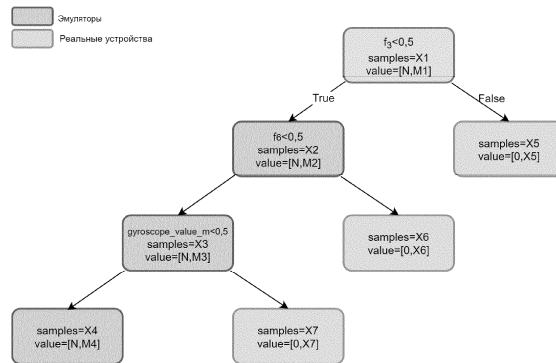 Эмуляторы
Реальные устройства
f3<0,5
samples=X1
value=[N,M1]
True
False
f6<0,5
samples=X2
value=[N,M2]
samples=X5
value=[0,X5]
gyroscope_value_m<0,5
samples=X3
value=[N,M3]
samples=X6
value=[0,X6]
samples=X4
value=[N,M4]
samples=X7
value=[0,X7]